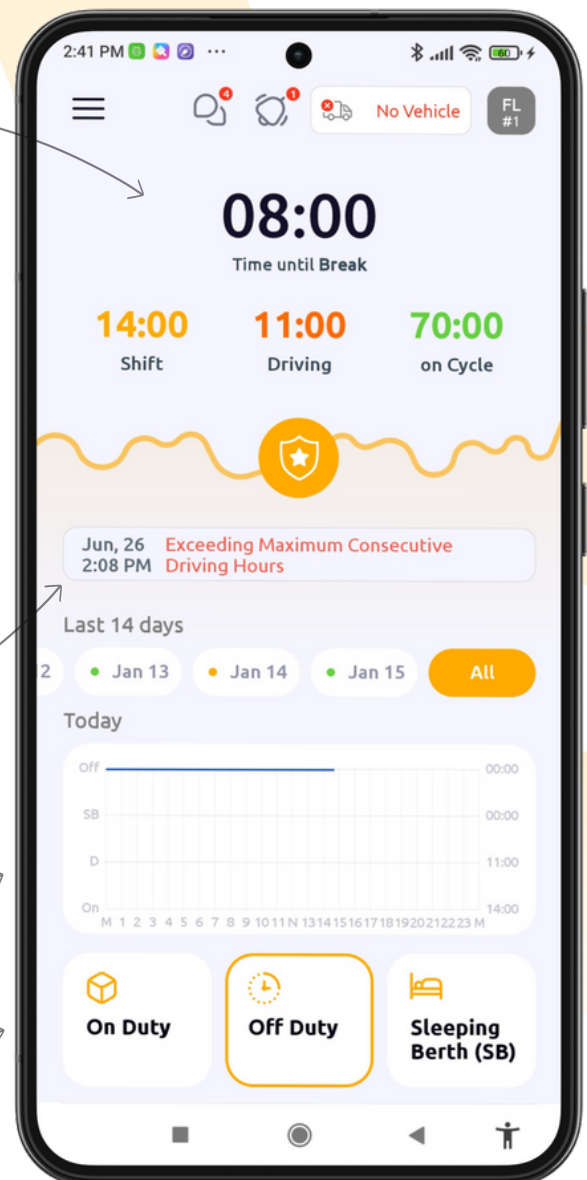 2:41 PM ... 60
4 1 No Vehicle FL
#1
08:00
Time until Break
14:00 11:00 70:00
Shift Driving on Cycle
Jun, 26 Exceeding Maximum Consecutive
2:08 PM Driving Hours
Last 14 days
2 Jan 13 Jan 14 Jan 15 All
Today
Off 00:00
SB 00:00
D 11:00
On 14:00
M 1 2 3 4 5 6 7 8 9 10 11 N 13 14 15 16 17 18 19 20 21 22 23 M
On Duty Off Duty Sleeping
Berth (SB)